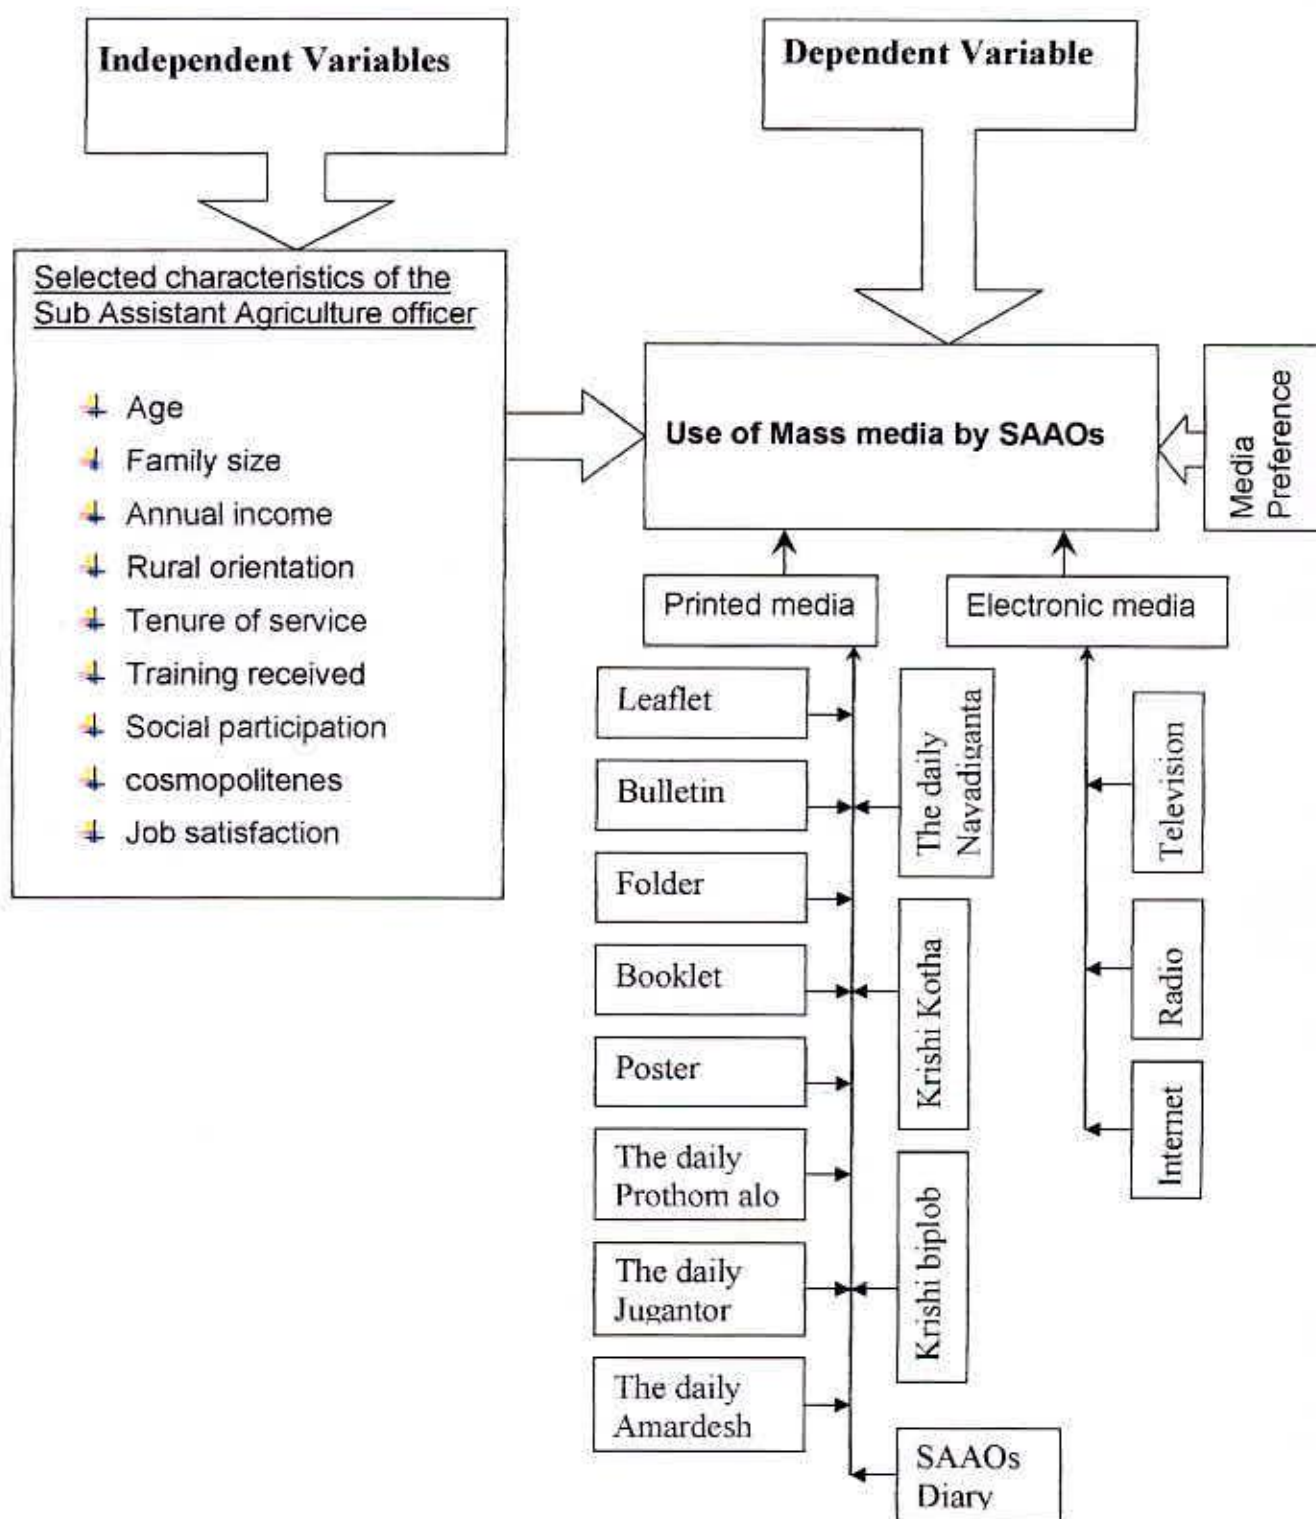 Independent Variables
Dependent Variable
Selected characteristics of the
Sub Assistant Agriculture officer
Age
Family size
Annual income
Rural orientation
Tenure of service
Training received
Social participation
cosmopolitenes
Job satisfaction
Use of Mass media by SAAOs
Media
Preference
Printed media
Electronic media
Leaflet
Bulletin
Folder
Booklet
Poster
The daily
Prothom alo
The daily
Jugantor
The daily
Amardesh
The daily
Navadiganta
Krishi Kotha
Krishi biplob
SAAOs
Diary
Television
Radio
Internet